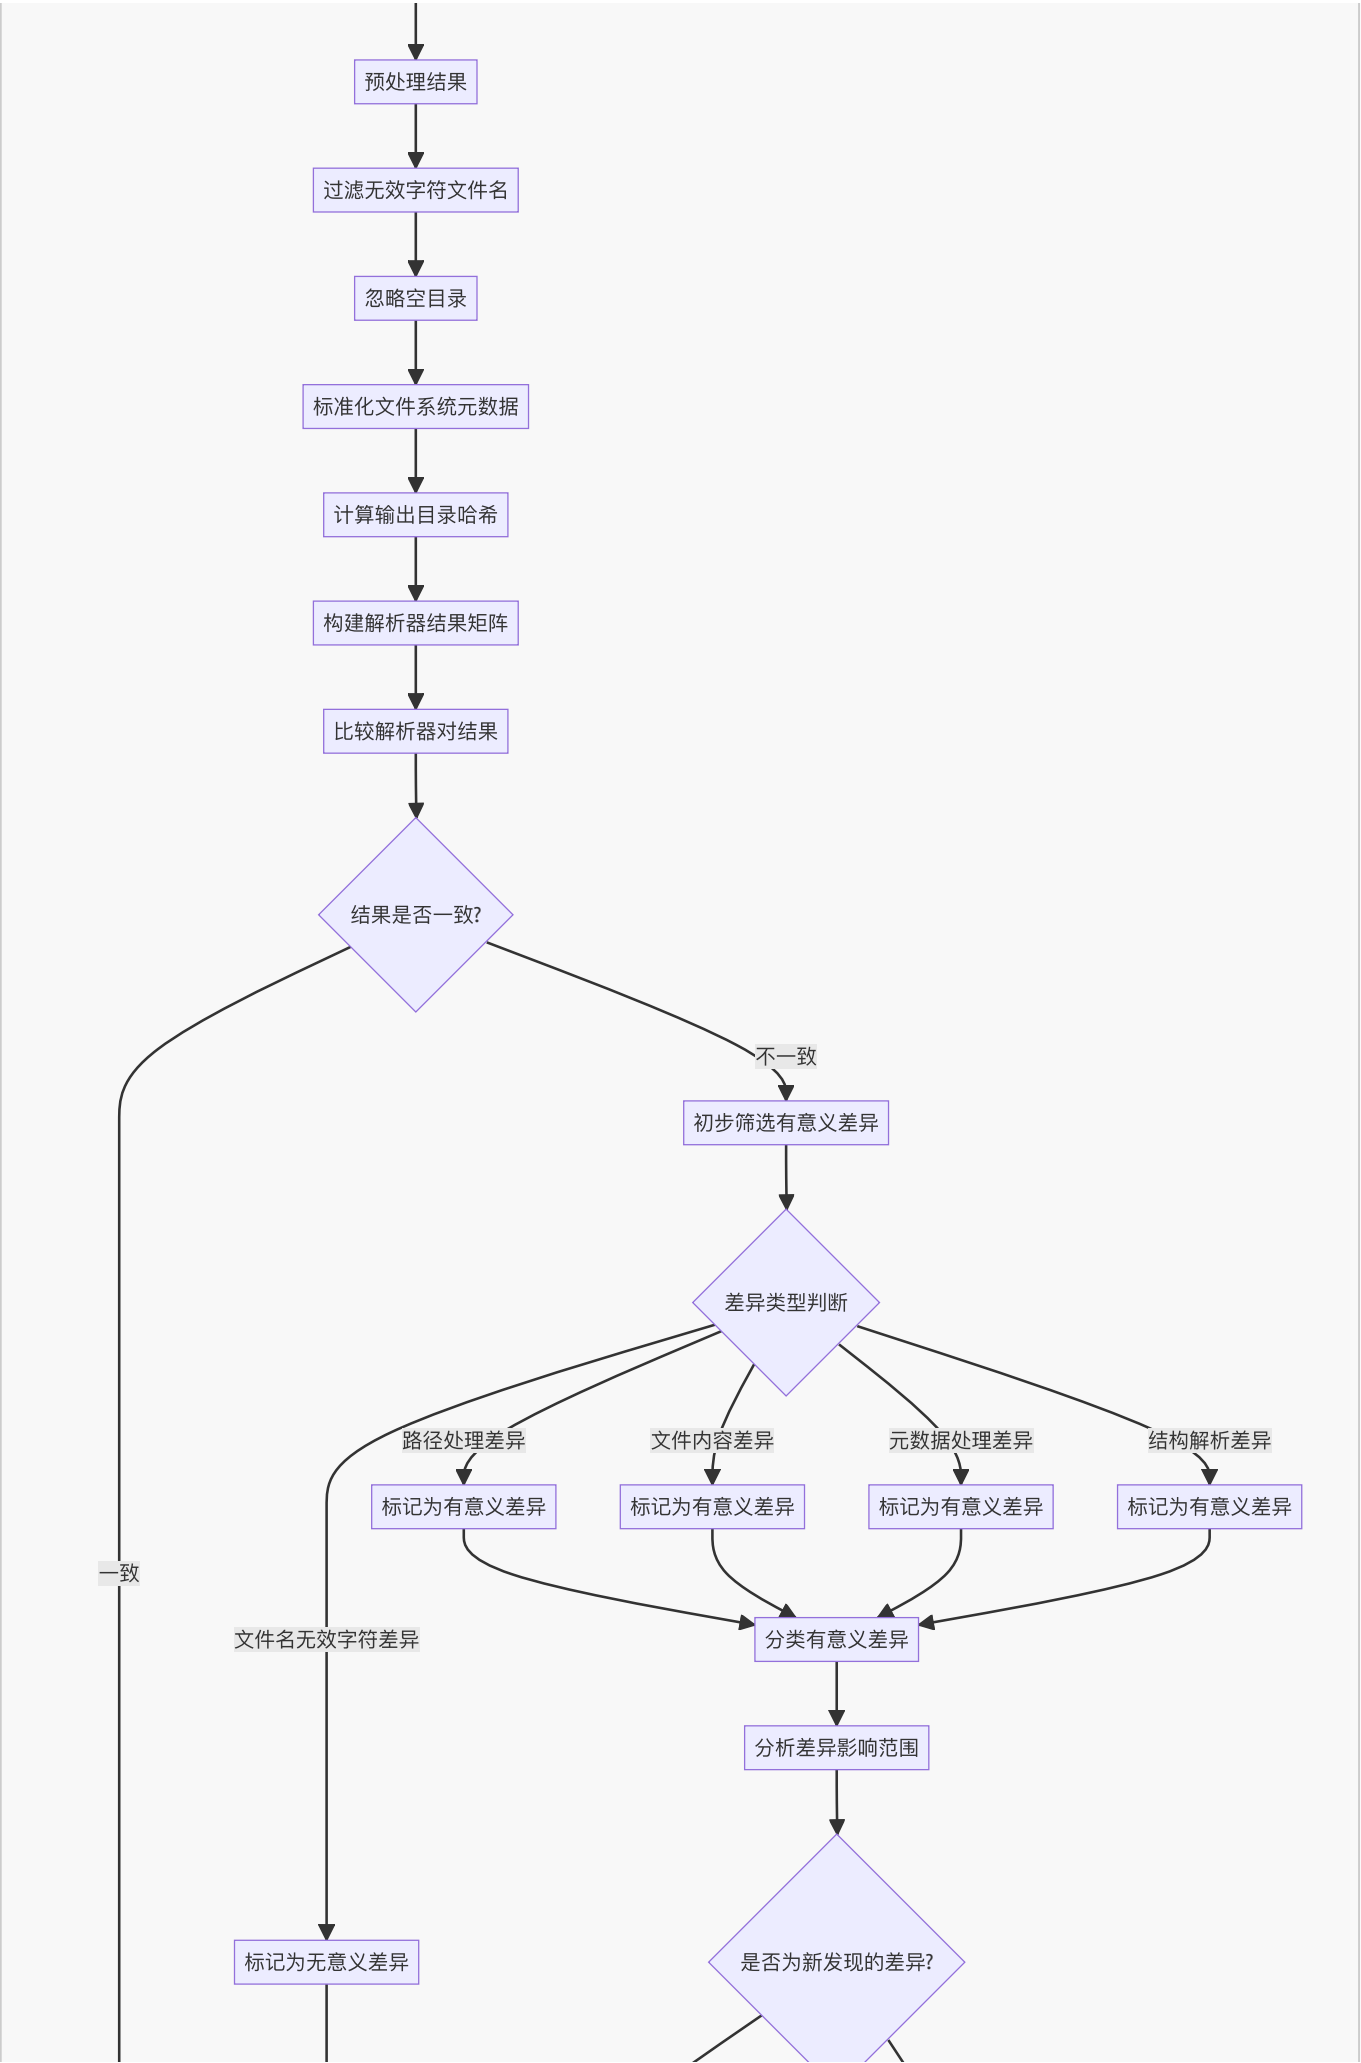 预处理结果
过滤无效字符文件名
忽略空目录
标准化文件系统元数据
计算输出目录哈希
构建解析器结果矩阵
比较解析器对结果
结果是否一致?
不一致
初步筛选有意义差异
差异类型判断
路径处理差异
文件内容差异
元数据处理差异
结构解析差异
标记为有意义差异
标记为有意义差异
标记为有意义差异
标记为有意义差异
一致
文件名无效字符差异
分类有意义差异
分析差异影响范围
标记为无意义差异
是否为新发现的差异?